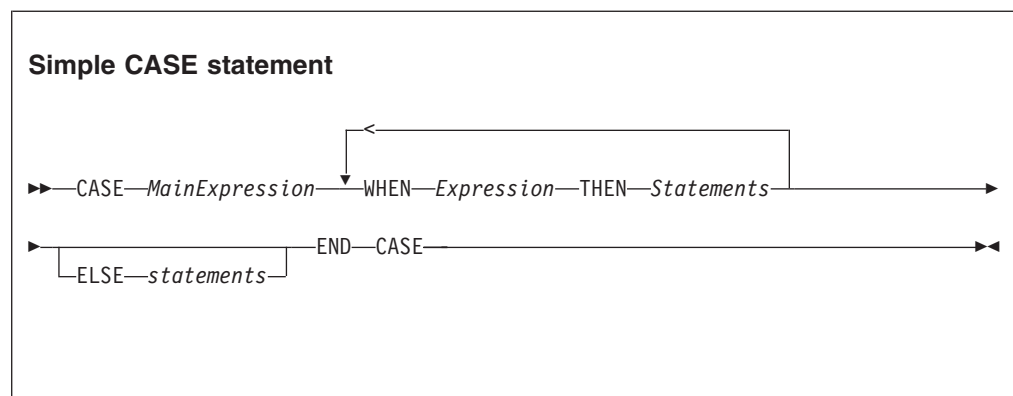 Simple CASE statement
<
CASE MainExpression WHEN Expression THEN Statements
END CASE
ELSE statements